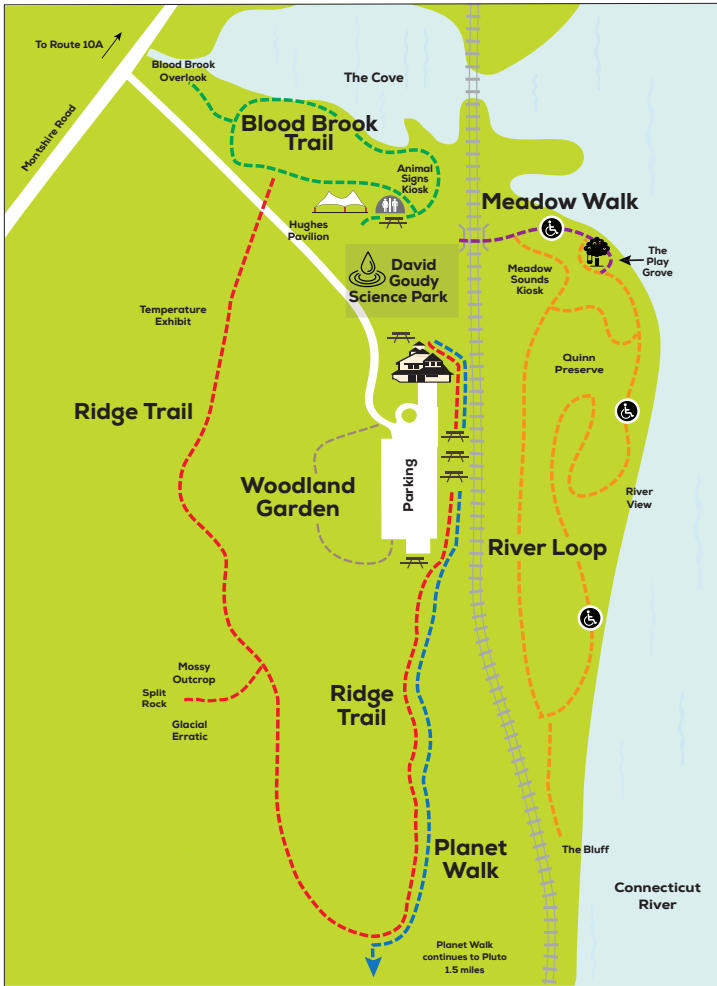 To Route 10A
Montshire Road
Blood Brook
Overlook
The Cove
Blood Brook
Trail
Animal
Signs
Kiosk
Hughes
Pavilion
Meadow Walk
The
Play
Grove
David
Goudy
Science Park
Meadow
Sounds
Kiosk
Temperature
Exhibit
Quinn
Preserve
Ridge Trail
Parking
Woodland
Garden
River
View
River Loop
Mossy
Outcrop
Split
Rock
Glacial
Erratic
Ridge
Trail
Planet
Walk
The Bluff
Connecticut
River
Planet Walk
continues to Pluto
1.5 miles